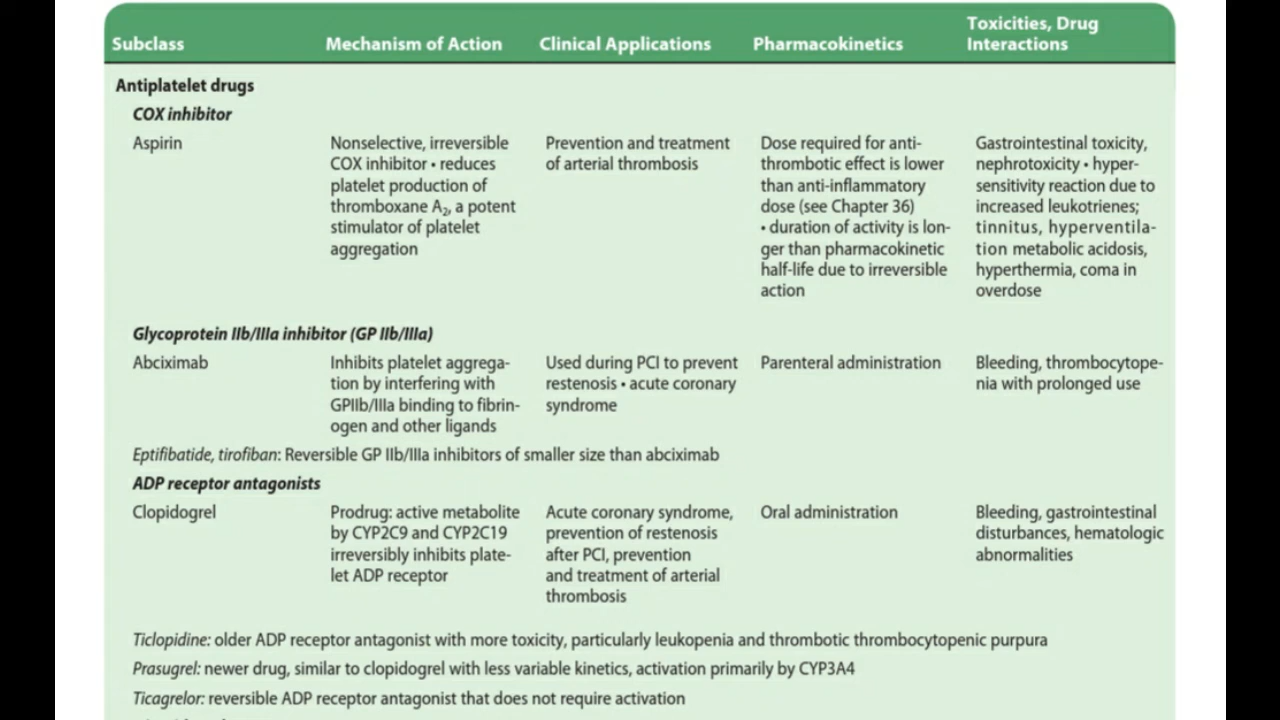 Subclass
Mechanism of Action
Clinical Applications
Pharmacokinetics
Toxicities, Drug
Interactions
Antiplatelet drugs
COX inhibitor
Aspirin
Nonselective, irreversible
COX inhibitor • reduces
platelet production of
thromboxane A₂, a potent
stimulator of platelet
aggregation
Prevention and treatment
of arterial thrombosis
Dose required for anti-
thrombotic effect is lower
than anti-inflammatory
dose (see Chapter 36)
• duration of activity is lon-
ger than pharmacokinetic
half-life due to irreversible
action
Gastrointestinal toxicity,
nephrotoxicity • hyper-
sensitivity reaction due to
increased leukotrienes;
tinnitus, hyperventila-
tion metabolic acidosis,
hyperthermia, coma in
overdose
Glycoprotein IIb/IIIa inhibitor (GP IIb/IIIa)
Abciximab
Inhibits platelet aggrega-
tion by interfering with
GPIIb/IIIa binding to fibrin-
ogen and other ligands
Used during PCI to prevent
restenosis • acute coronary
syndrome
Parenteral administration
Bleeding, thrombocytope-
nia with prolonged use
Eptifibatide, tirofiban: Reversible GP IIb/IIIa inhibitors of smaller size than abciximab
ADP receptor antagonists
Clopidogrel
Prodrug: active metabolite
by CYP2C9 and CYP2C19
irreversibly inhibits plate-
let ADP receptor
Acute coronary syndrome,
prevention of restenosis
after PCI, prevention
and treatment of arterial
thrombosis
Oral administration
Bleeding, gastrointestinal
disturbances, hematologic
abnormalities
Ticlopidine: older ADP receptor antagonist with more toxicity, particularly leukopenia and thrombotic thrombocytopenic purpura
Prasugrel: newer drug, similar to clopidogrel with less variable kinetics, activation primarily by CYP3A4
Ticagrelor: reversible ADP receptor antagonist that does not require activation